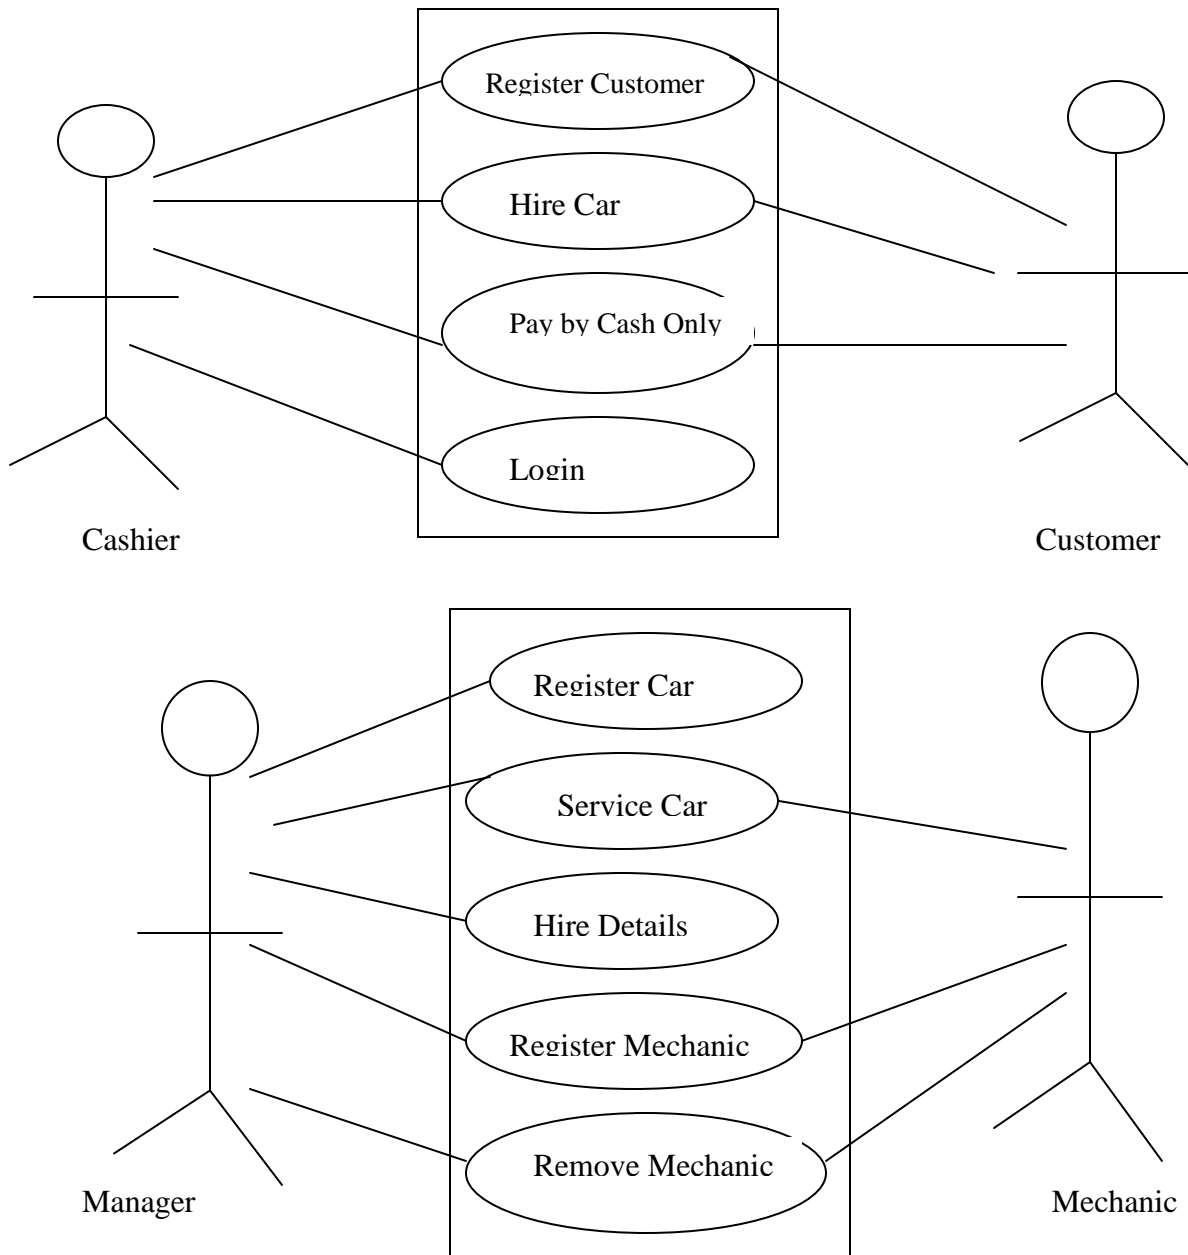 Register Customer
Hire Car
Pay by Cash Only
Login
Cashier
Customer
Register Car
Service Car
Hire Details
Register Mechanic
Remove Mechanic
Manager
Mechanic